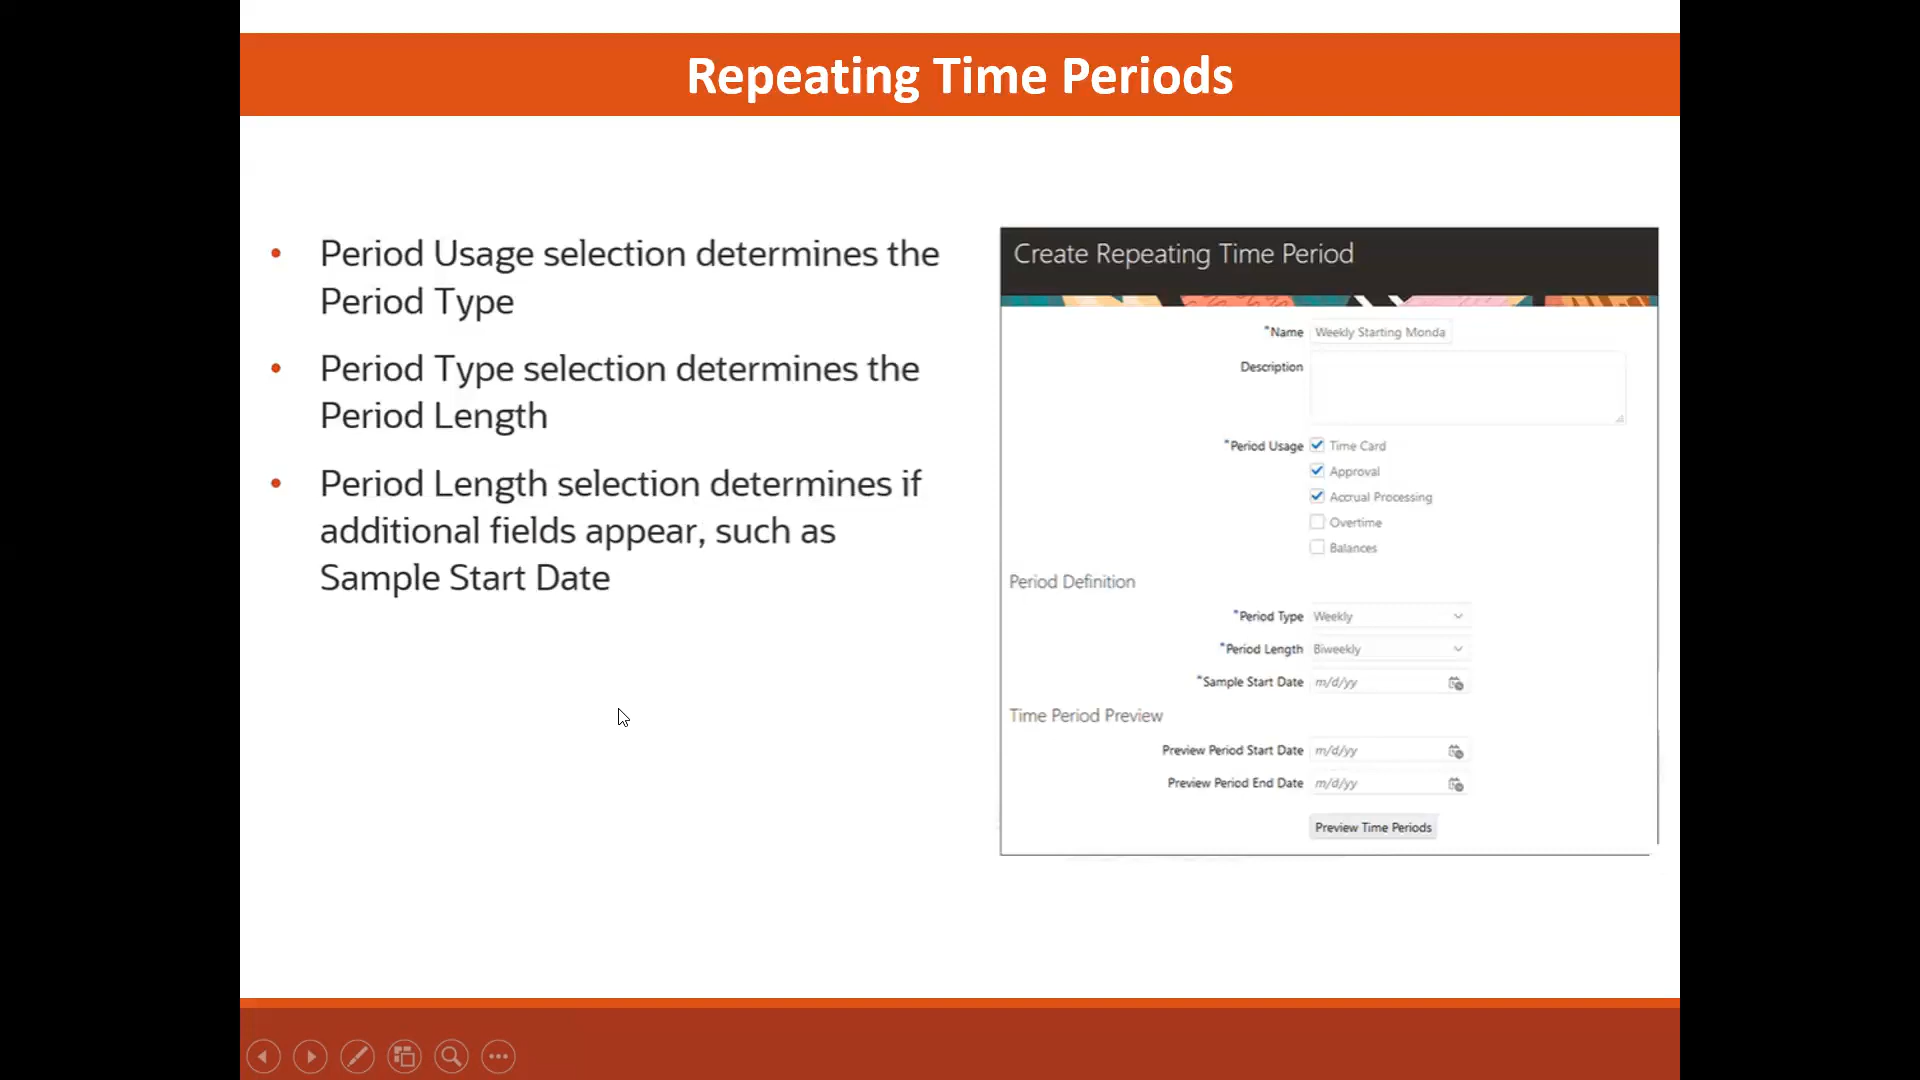 Repeating Time Periods
• Period Usage selection determines the
Period Type
• Period Type selection determines the
Period Length
• Period Length selection determines if
additional fields appear, such as
Sample Start Date
Create Repeating Time Period
*Name Weekly Starting Monda
Description
*Period Usage Time Card
Approval
Accrual Processing
Overtime
Balances
Period Definition
*Period Type Weekly
*Period Length Biweekly
*Sample Start Date m/d/yy
Time Period Preview
Preview Period Start Date m/d/yy
Preview Period End Date m/d/yy
Preview Time Periods